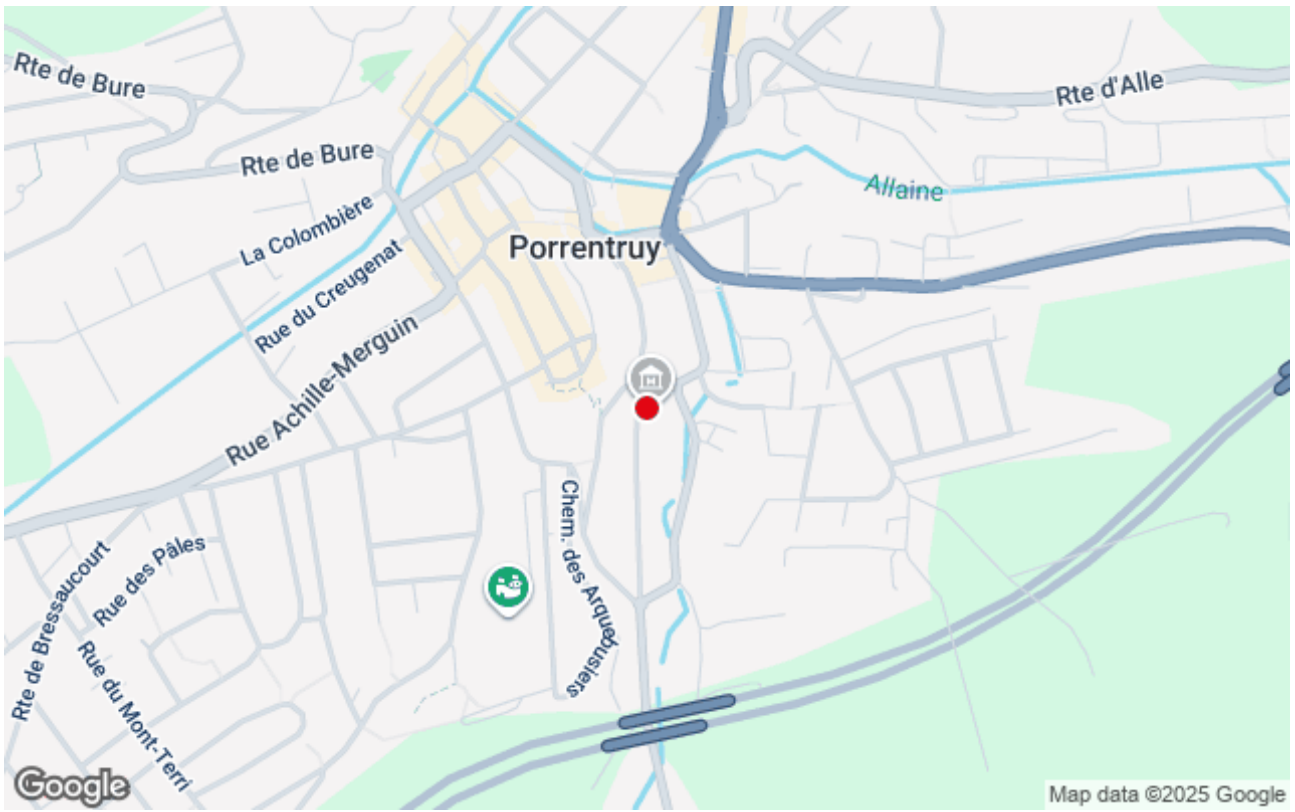 Rte de Bure
Rte d'Alle
Rte de Bure
Allaine
La Colombière
Porrentruy
Rue du Creugenat
Rue Achille-Merguin
Chem. des Arquebusiers
Rue des Pâles
Rte de Bressaucourt
Rue du Mont-Terri
Google
Map data ©2025 Google